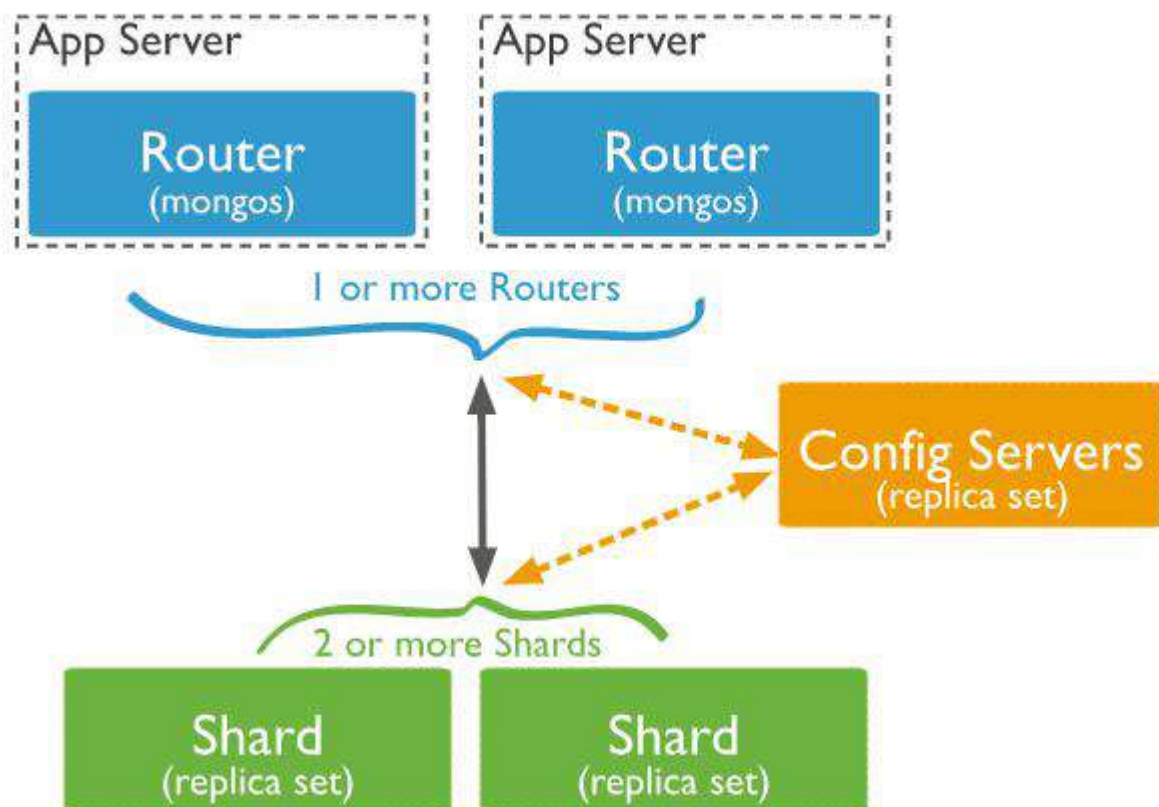 App Server
App Server
Router
(mongos)
Router
(mongos)
1 or more Routers
Config Servers
(replica set)
2 or more Shards
Shard
(replica set)
Shard
(replica set)